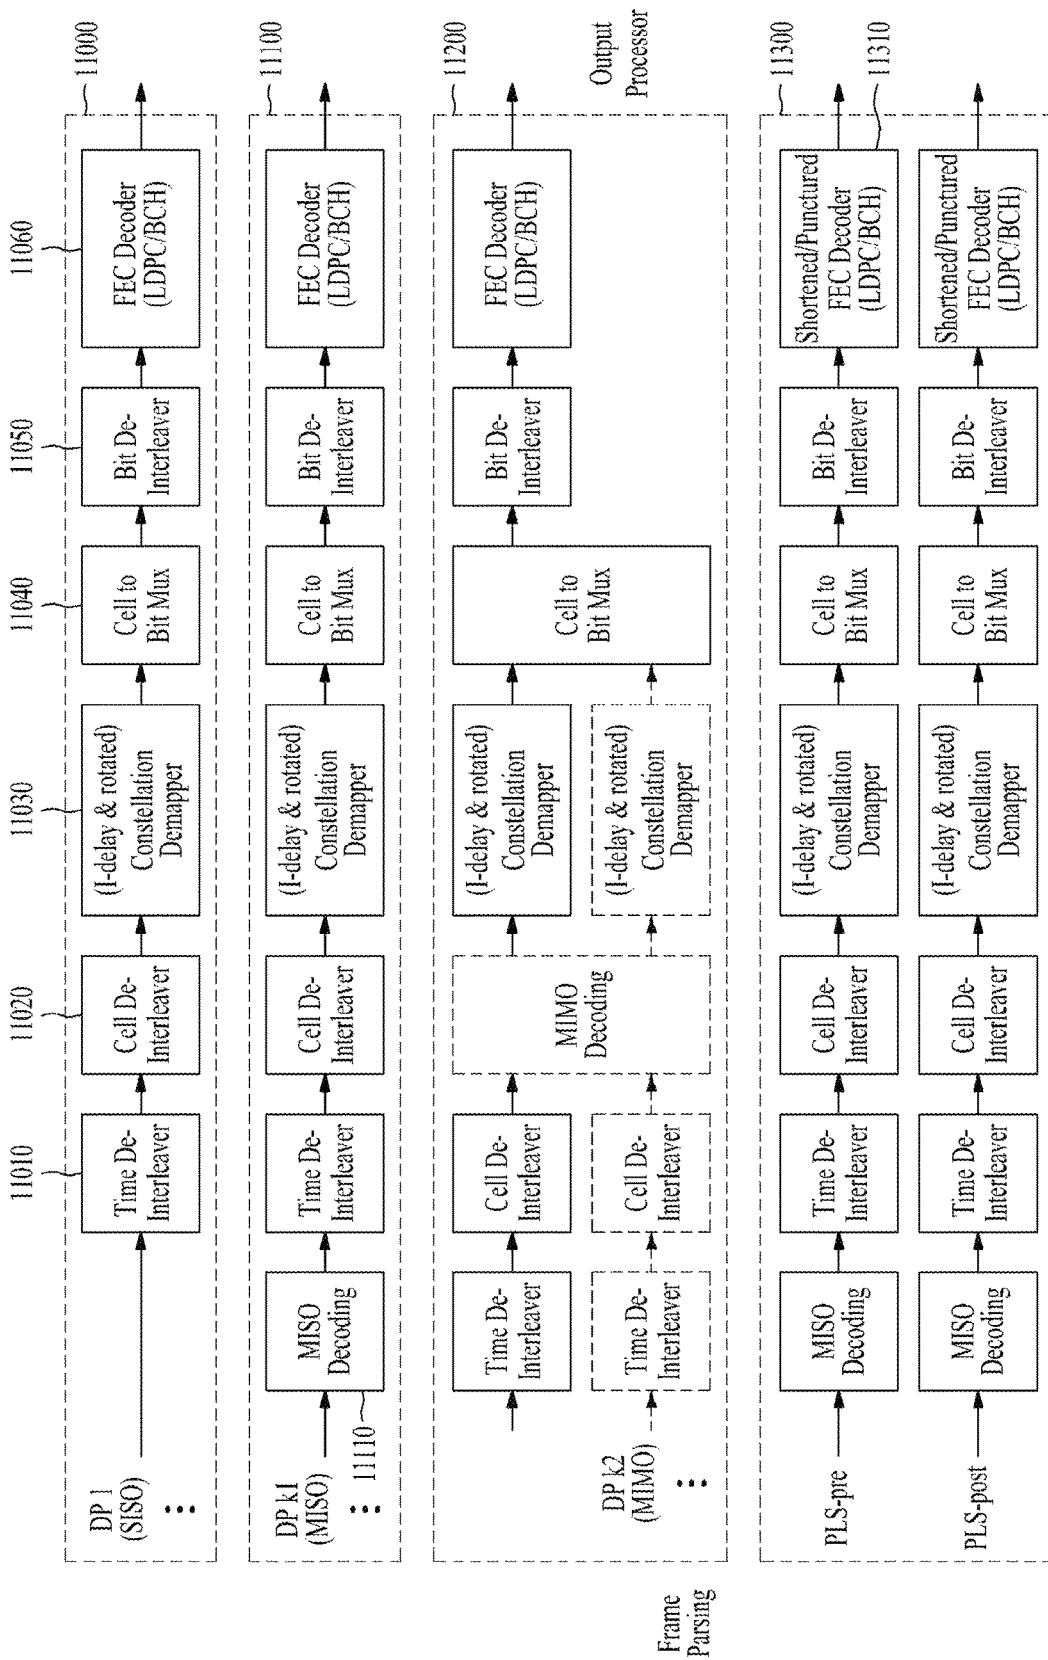 11010
11020
11030
11040
11050
11060
11000
DP 1
(SISO)
Time De-
Interleaver
Cell De-
Interleaver
(I-delay & rotated)
Constellation
Demapper
Cell to
Bit Mux
Bit De-
Interleaver
FEC Decoder
(LDPC/BCH)
11100
DP k1
(MISO)
11110
MISO
Decoding
Time De-
Interleaver
Cell De-
Interleaver
(I-delay & rotated)
Constellation
Demapper
Cell to
Bit Mux
Bit De-
Interleaver
FEC Decoder
(LDPC/BCH)
11200
Time De-
Interleaver
Cell De-
Interleaver
MIMO
Decoding
(I-delay & rotated)
Constellation
Demapper
Cell to
Bit Mux
Bit De-
Interleaver
FEC Decoder
(LDPC/BCH)
DP k2
(MIMO)
Time De-
Interleaver
Cell De-
Interleaver
(I-delay & rotated)
Constellation
Demapper
Frame
Parsing
Output
Processor
11300
PLS-pre
MISO
Decoding
Time De-
Interleaver
Cell De-
Interleaver
(I-delay & rotated)
Constellation
Demapper
Cell to
Bit Mux
Bit De-
Interleaver
Shortened/Punctured
FEC Decoder
(LDPC/BCH)
11310
PLS-post
MISO
Decoding
Time De-
Interleaver
Cell De-
Interleaver
(I-delay & rotated)
Constellation
Demapper
Cell to
Bit Mux
Bit De-
Interleaver
Shortened/Punctured
FEC Decoder
(LDPC/BCH)